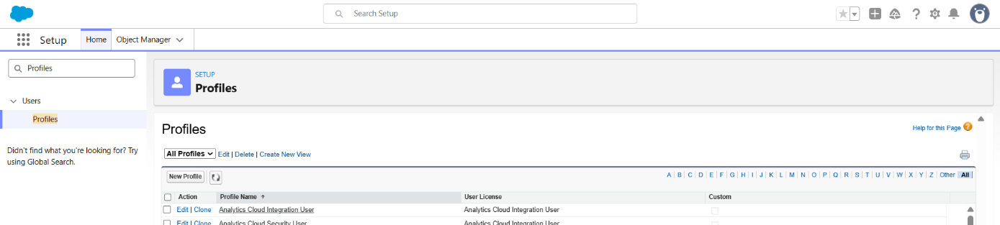 Search Setup
Setup Home Object Manager
Profiles
Users
Profiles
Didn't find what you're looking for? Try
using Global Search.
SETUP
Profiles
Profiles
Help for this Page ?
All Profiles Edit | Delete | Create New View
New Profile
A | B | C | D | E | F | G | H | I | J | K | L | M | N | O | P | Q | R | S | T | U | V | W | X | Y | Z | Other | All
Action Profile Name User License Custom
Edit | Clone Analytics Cloud Integration User Analytics Cloud Integration User
Edit | Clone Analytics Cloud Security User Analytics Cloud Integration User